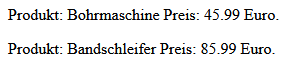 Produkt: Bohrmaschine Preis: 45.99 Euro.
Produkt: Bandschleifer Preis: 85.99 Euro.